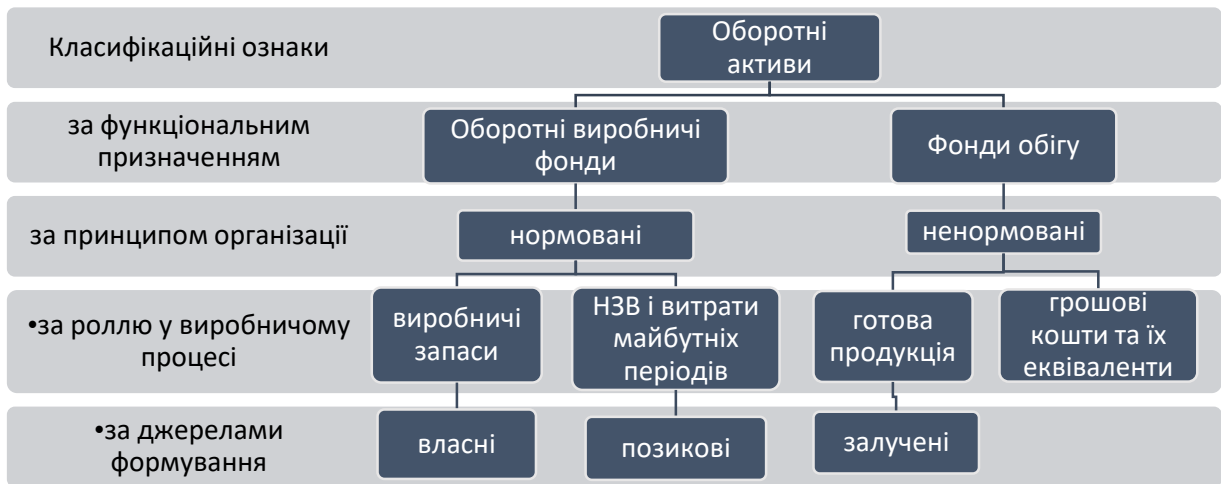 Класифікаційні ознаки
Оборотні
активи
за функціональним
призначенням
Оборотні виробничі
фонди
Фонди обігу
за принципом організації
нормовані
ненормовані
•за роллю у виробничому
процесі
виробничі
запаси
НЗВ і витрати
майбутніх
періодів
готова
продукція
грошові
кошти та їх
еквіваленти
•за джерелами
формування
власні
позикові
залучені